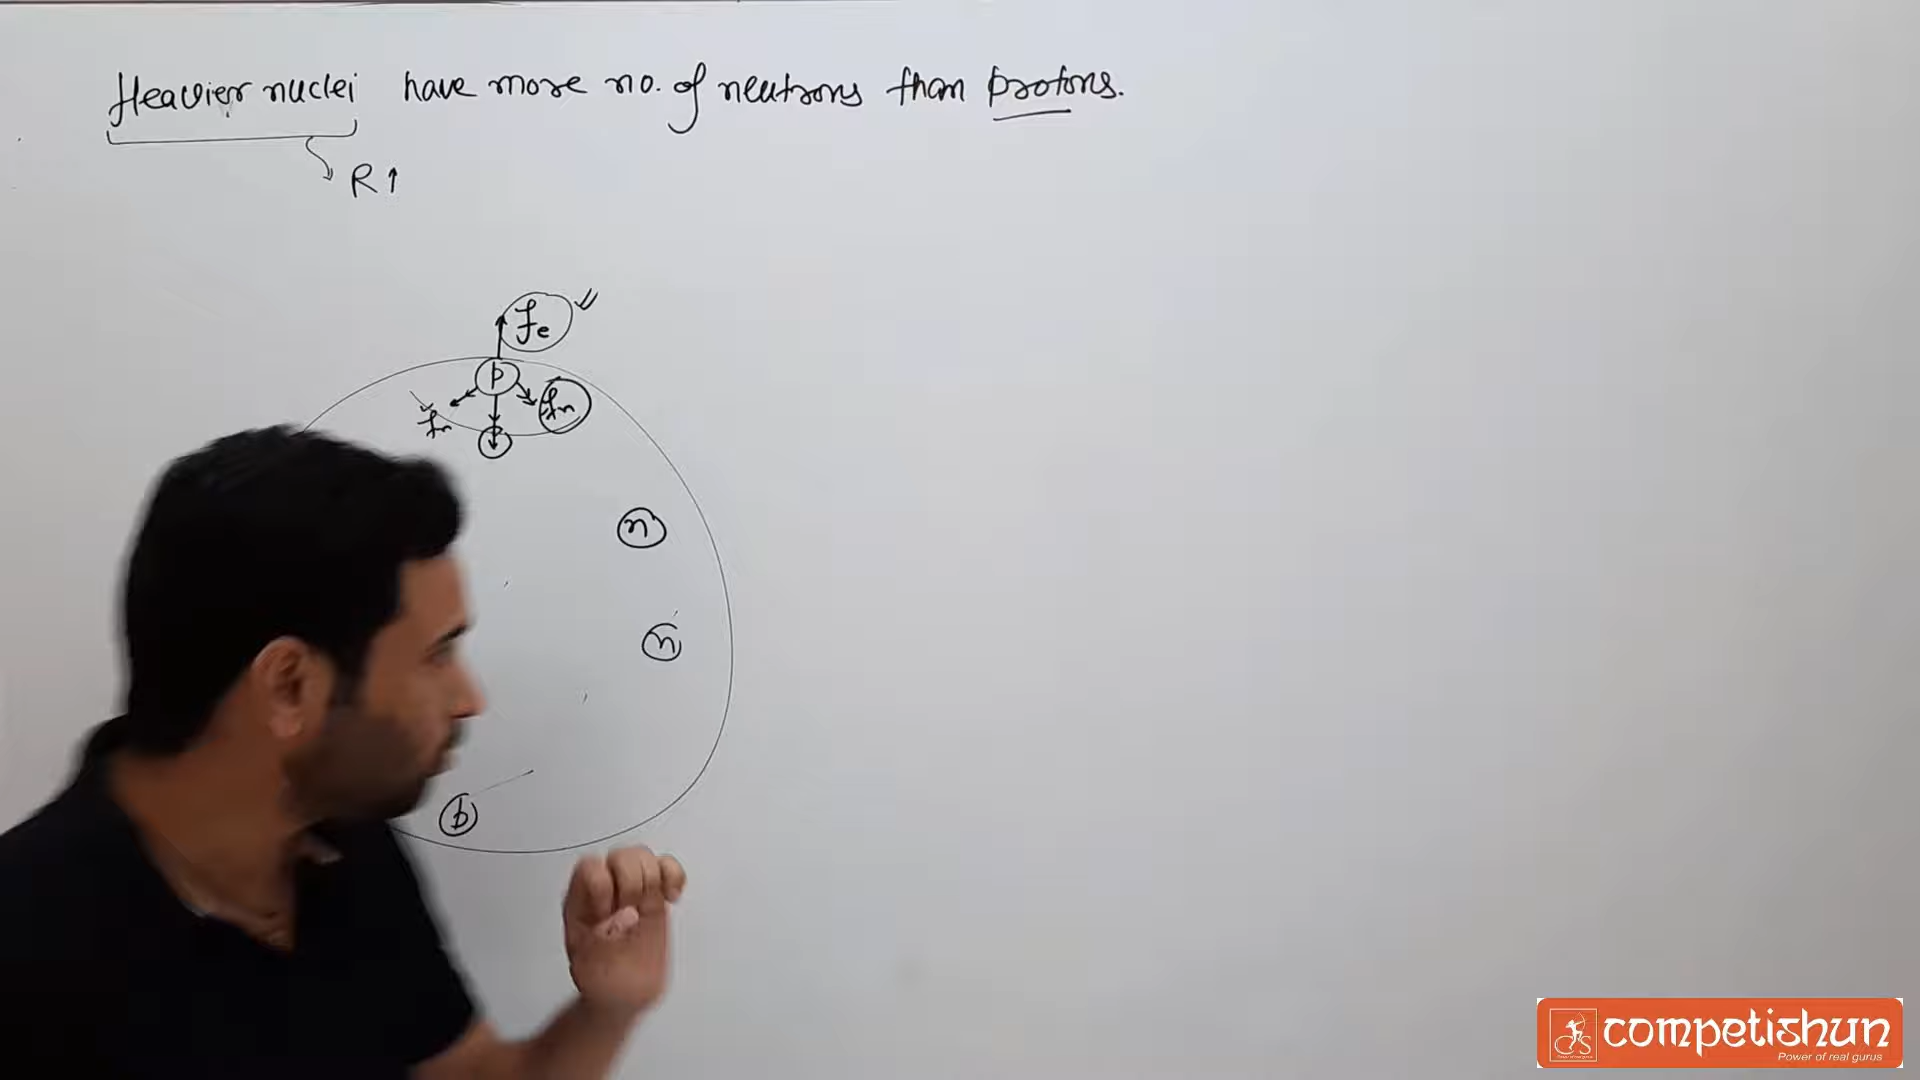 Heavier nuclei have more no. of neutrons than protons.
R↑
fe
p
fn
fn
n
n
p
competishun
Power of real gurus